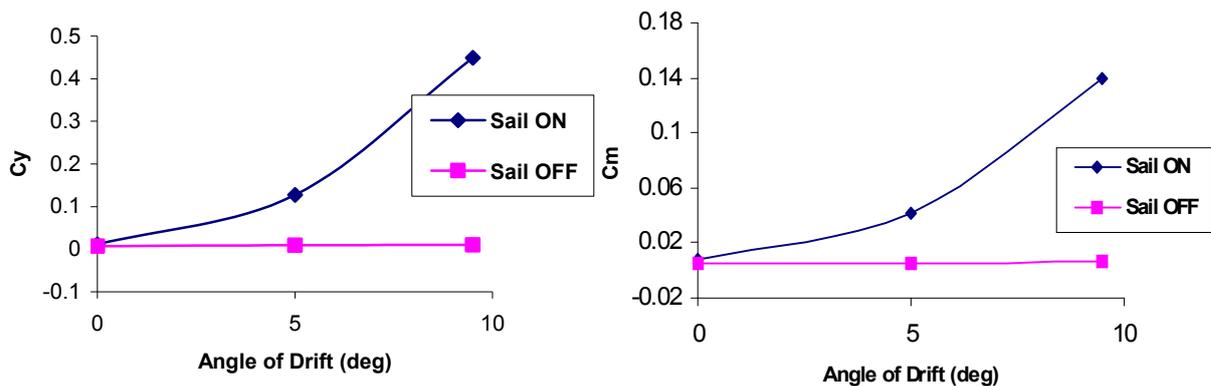 0.5
0.4
0.3
0.2
0.1
0
-0.1
Cy
0 5 10
Angle of Drift (deg)
Sail ON
Sail OFF
0.18
0.14
0.1
0.06
0.02
-0.02
Cm
0 5 10
Angle of Drift (deg)
Sail ON
Sail OFF